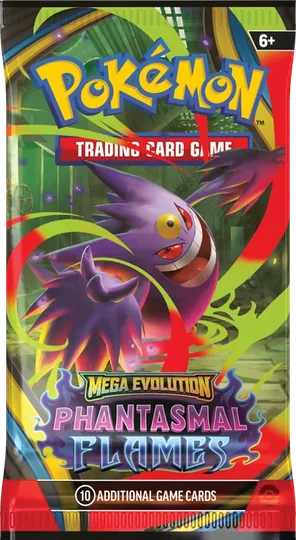 6+
POKéMON
™
TRADING CARD GAME
MEGA EVOLUTION
PHANTASMAL
FLAMES
10 ADDITIONAL GAME CARDS